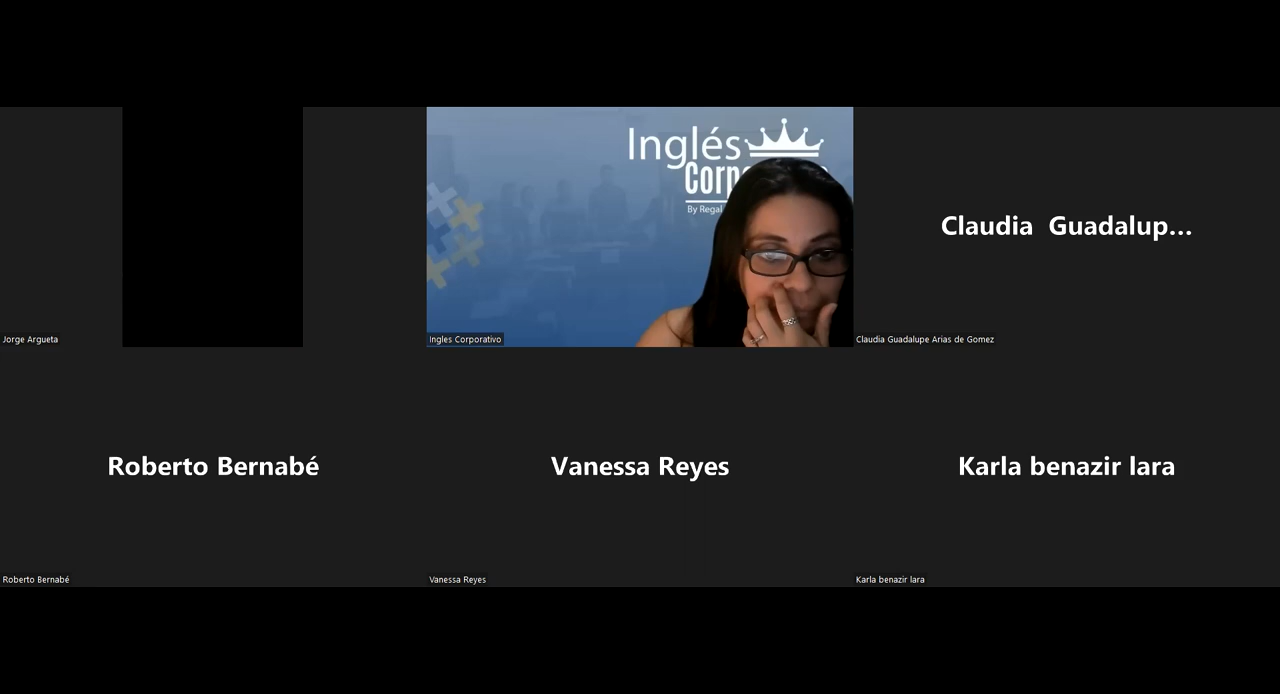 Inglés
Corp
By Regal
Claudia Guadalup...
Jorge Argueta
Ingles Corporativo
Claudia Guadalupe Arias de Gomez
Roberto Bernabé
Vanessa Reyes
Karla benazir lara
Roberto Bernabé
Vanessa Reyes
Karla benazir lara